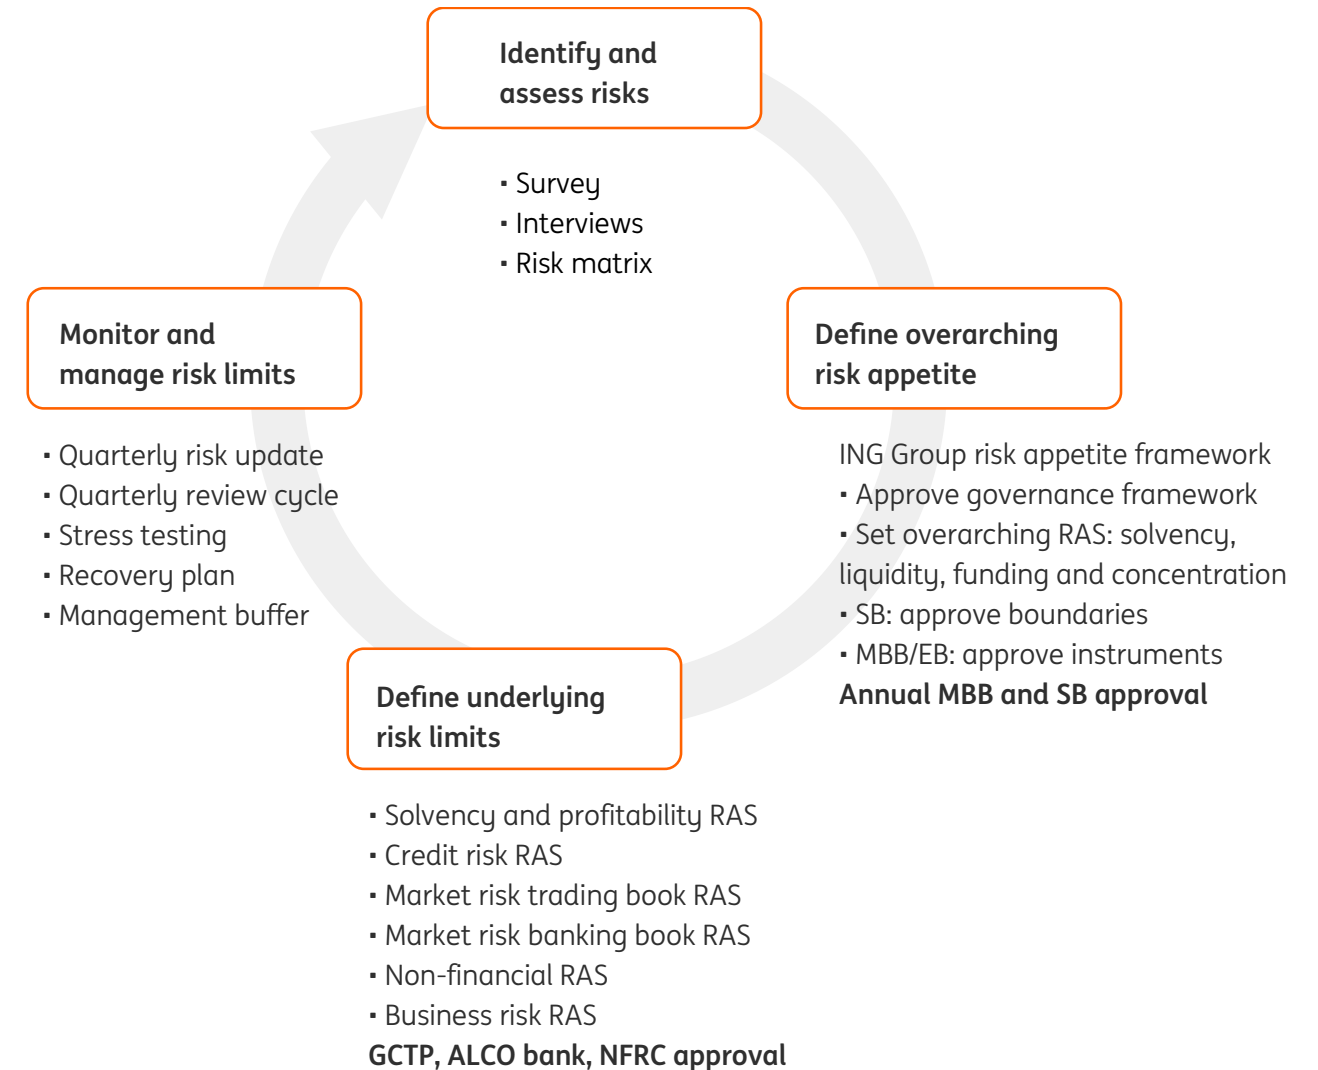 Identify and
assess risks
▪ Survey
▪ Interviews
▪ Risk matrix
Define overarching
risk appetite
ING Group risk appetite framework
▪ Approve governance framework
▪ Set overarching RAS: solvency,
liquidity, funding and concentration
▪ SB: approve boundaries
▪ MBB/EB: approve instruments
Annual MBB and SB approval
Define underlying
risk limits
▪ Solvency and profitability RAS
▪ Credit risk RAS
▪ Market risk trading book RAS
▪ Market risk banking book RAS
▪ Non-financial RAS
▪ Business risk RAS
GCTP, ALCO bank, NFRC approval
Monitor and
manage risk limits
▪ Quarterly risk update
▪ Quarterly review cycle
▪ Stress testing
▪ Recovery plan
▪ Management buffer